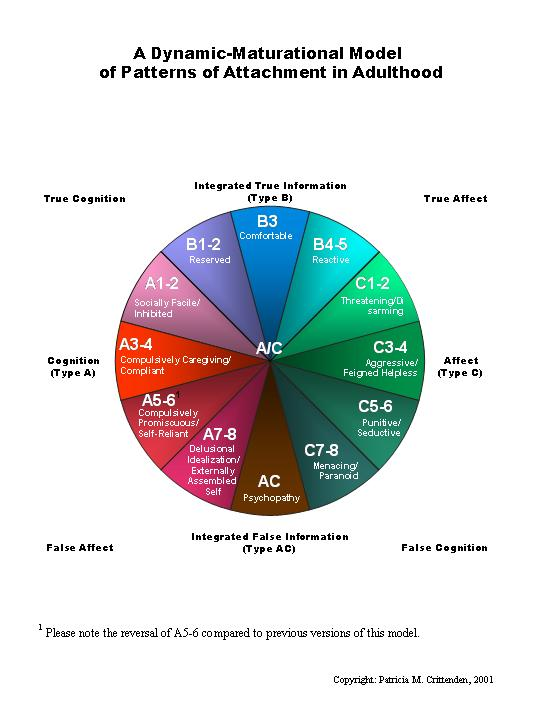 A Dynamic-Maturational Model
of Patterns of Attachment in Adulthood
Integrated True Information
(Type B)
True Cognition
True Affect
B3
Comfortable
B1-2
Reserved
B4-5
Reactive
A1-2
Socially Facile/
Inhibited
C1-2
Threatening/Di
sarming
A3-4
Compulsively Caregiving/
Compliant
A/C
C3-4
Aggressive/
Feigned Helpless
Cognition
(Type A)
Affect
(Type C)
A5-6¹
Compulsively
Promiscuous/
Self-Reliant
C5-6
Punitive/
Seductive
A7-8
Delusional
Idealization/
Externally
Assembled
Self
C7-8
Menacing/
Paranoid
AC
Psychopathy
Integrated False Information
(Type AC)
False Affect
False Cognition
¹ Please note the reversal of A5-6 compared to previous versions of this model.
Copyright: Patricia M. Crittenden, 2001